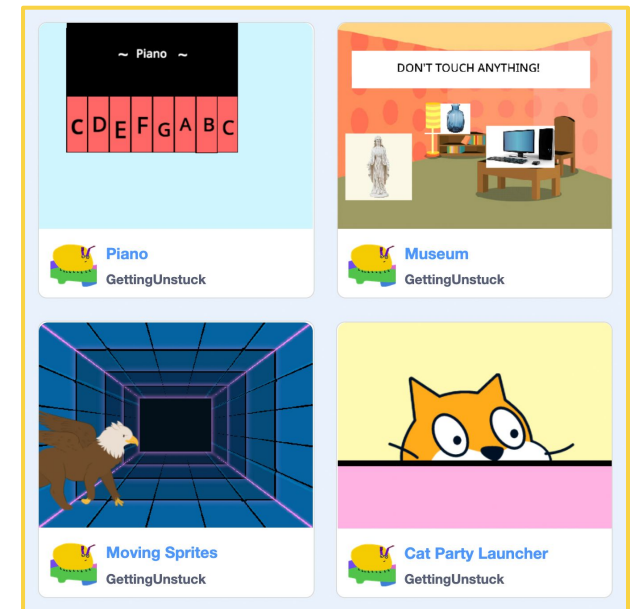 ~ Piano ~
C D E F G A B C
Piano
GettingUnstuck
DON'T TOUCH ANYTHING!
Museum
GettingUnstuck
Moving Sprites
GettingUnstuck
Cat Party Launcher
GettingUnstuck